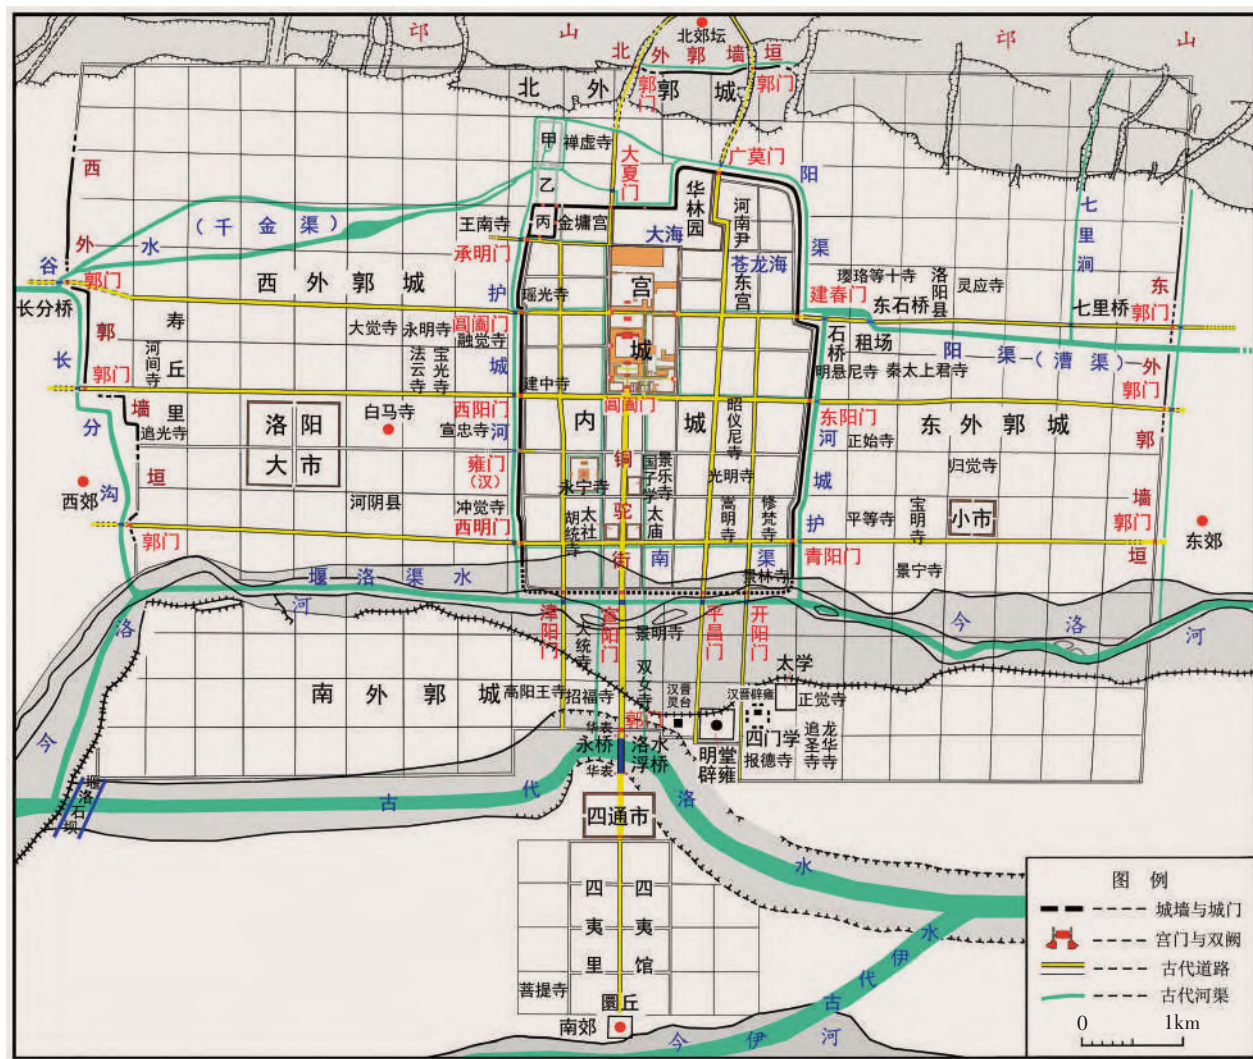 邙 山 邙 山
北郊坛
北外郭墙垣
郭门
郭门
北外郭城
甲
禅虚寺
乙
丙
金墉宫
大夏门
广莫门
阳渠
华林园
河南尹
大海
苍龙海
东宫
七里涧
西外郭墙垣
谷水
(千金渠)
王南寺
承明门
郭门
长分桥
西外郭城
护城河
瑶光寺
宫城
建春门
璎珞等十寺
洛阳县
灵应寺
东石桥
七里桥
郭门
东外郭墙垣
寿丘里
河间寺
大觉寺
永明寺
阊阖门
融觉寺
法云寺
宝光寺
石桥
租场
阳渠(漕渠)
明悬尼寺
秦太上君寺
郭门
郭门
建中寺
西阳门
阊阖门
昭仪尼寺
东阳门
长分沟
追光寺
洛阳大市
白马寺
宣忠寺
内城
正始寺
东外郭城
归觉寺
雍门
(汉)
永宁寺
铜驼街
国子学
景乐寺
光明寺
护城河
西郊
河阴县
冲觉寺
西明门
胡统寺
太社
太庙
嵩明寺
修梵寺
平等寺
宝明寺
小市
郭门
东郊
郭门
南渠
青阳门
景林寺
景宁寺
堰洛渠水
今洛河
今洛河
津阳门
宣阳门
平昌门
开阳门
大统寺
景明寺
双女寺
太学
南外郭城
高阳王寺
招福寺
汉晋灵台
汉晋辟雍
正觉寺
郭门
华表
永桥
洛水浮桥
华表
明堂
辟雍
四门学
报德寺
追圣寺
龙华寺
堰洛石坝
古代洛水
四通市
四夷里
四夷馆
菩提寺
圜丘
南郊
古代伊水
今伊河
图 例
城墙与城门
宫门与双阙
古代道路
古代河渠
0 1km